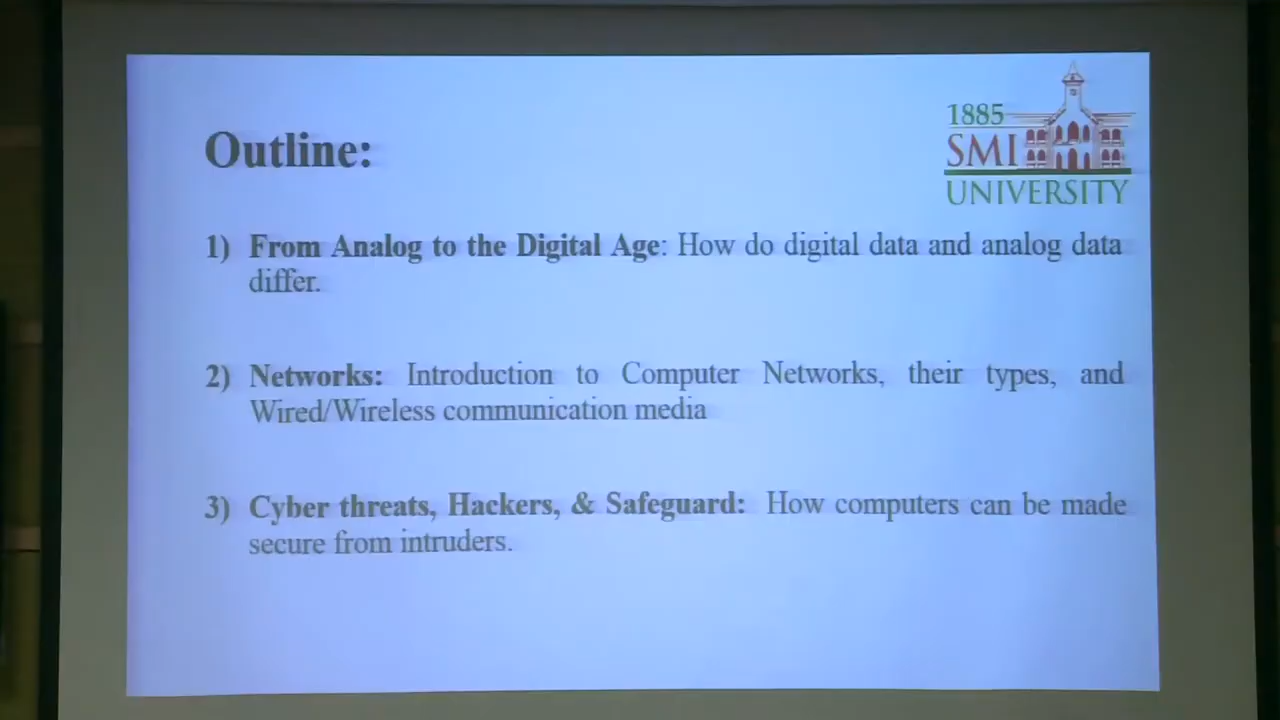 1885
SMI
UNIVERSITY
Outline:
1) From Analog to the Digital Age: How do digital data and analog data
differ.
2) Networks: Introduction to Computer Networks, their types, and
Wired/Wireless communication media
3) Cyber threats, Hackers, & Safeguard: How computers can be made
secure from intruders.